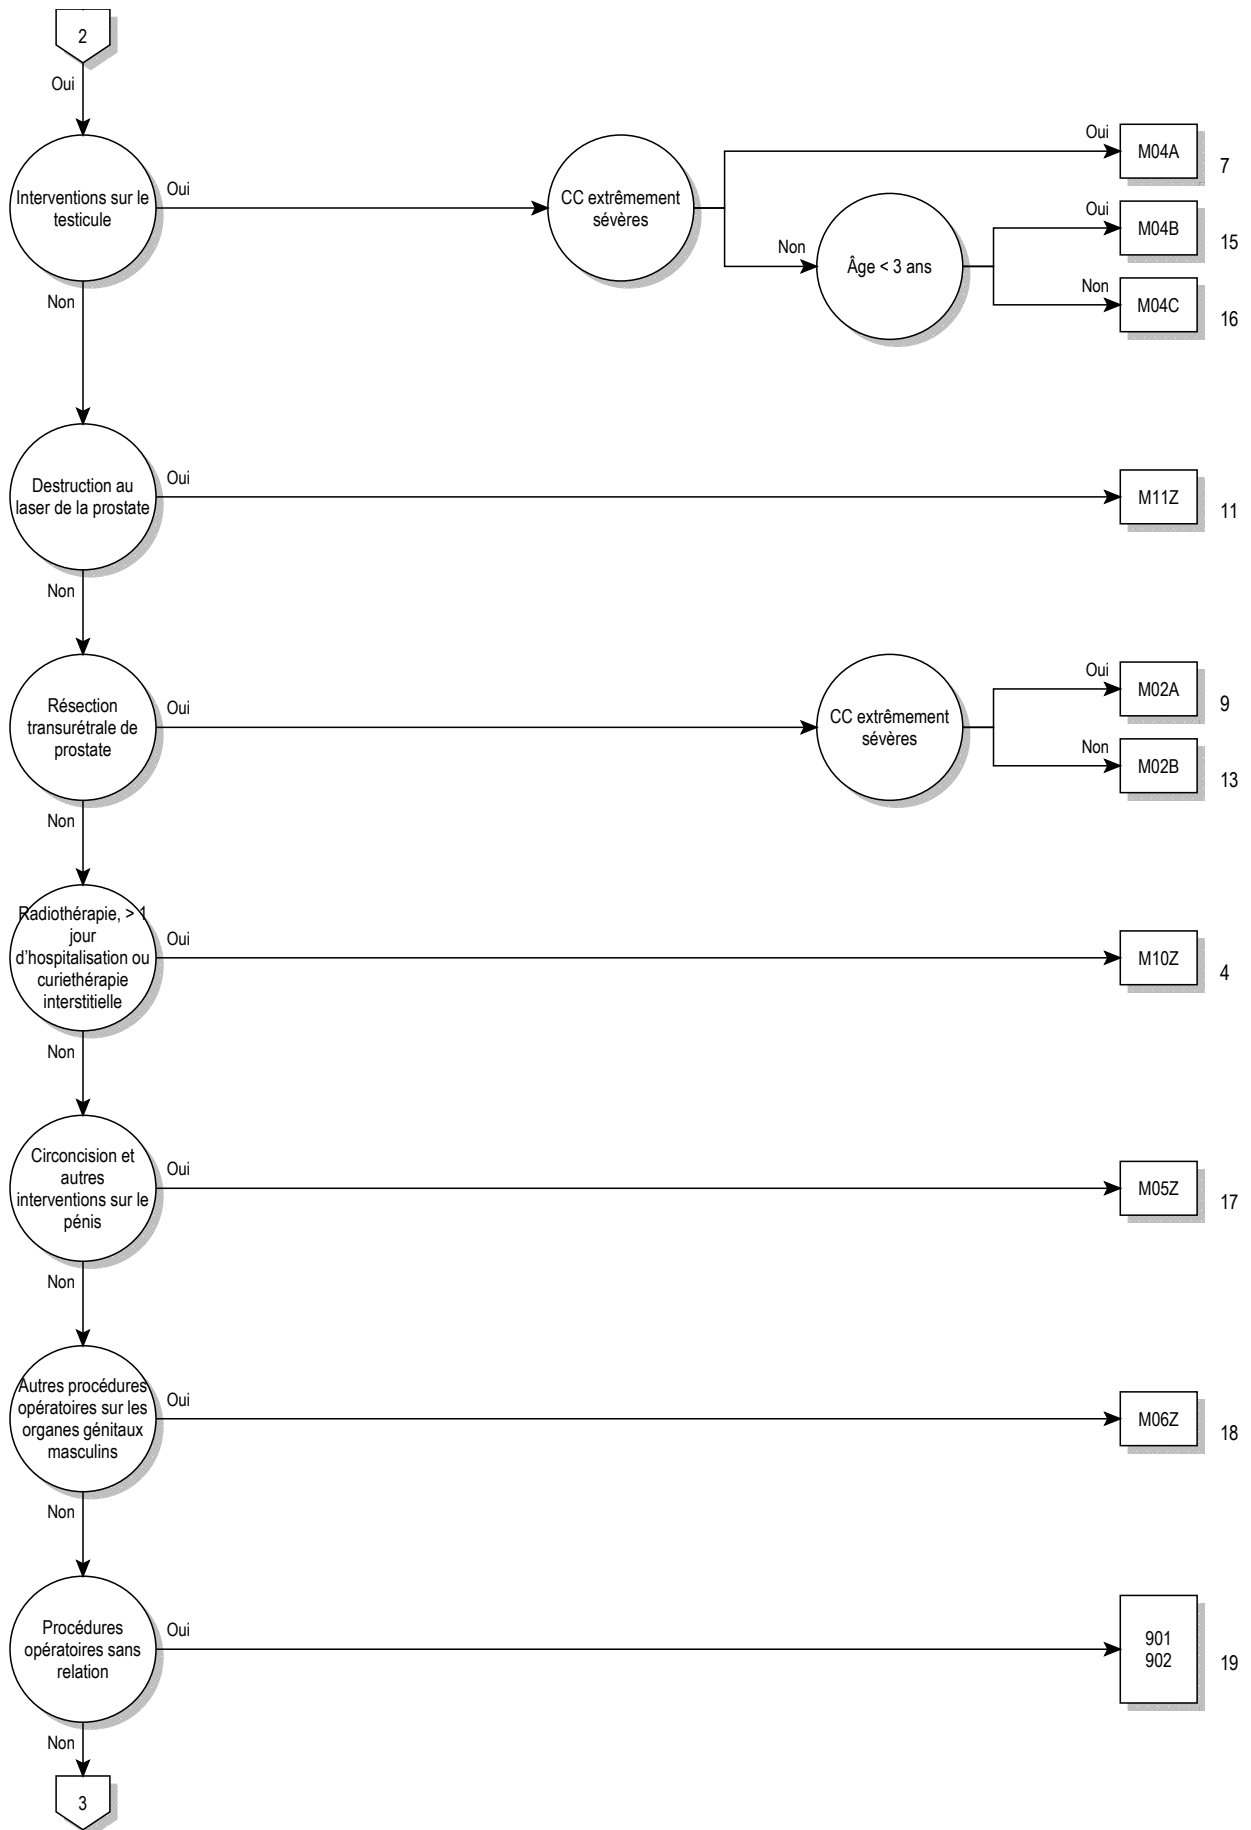 2
Oui
Interventions sur le
testicule
Oui
CC extrêmement
sévères
Oui
M04A
7
Non
Âge < 3 ans
Oui
M04B
15
Non
M04C
16
Non
Destruction au
laser de la prostate
Oui
M11Z
11
Non
Résection
transurétrale de
prostate
Oui
CC extrêmement
sévères
Oui
M02A
9
Non
M02B
13
Non
Radiothérapie, > 1
jour
d'hospitalisation ou
curiethérapie
interstitielle
Oui
M10Z
4
Non
Circoncision et
autres
interventions sur le
pénis
Oui
M05Z
17
Non
Autres procédures
opératoires sur les
organes génitaux
masculins
Oui
M06Z
18
Non
Procédures
opératoires sans
relation
Oui
901
902
19
Non
3